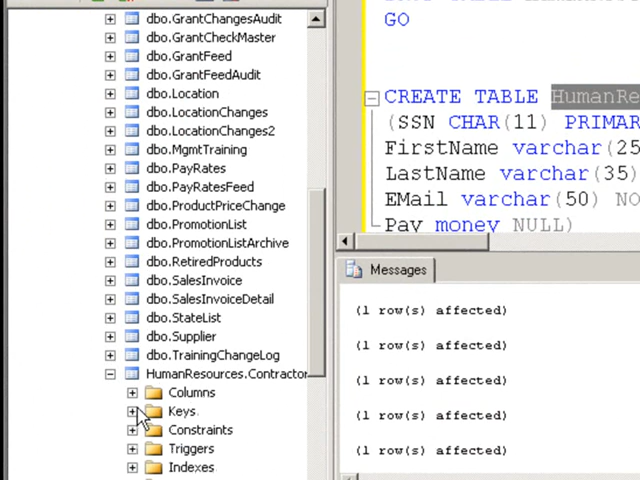 dbo.GrantChangesAudit
dbo.GrantCheckMaster
dbo.GrantFeed
dbo.GrantFeedAudit
dbo.Location
dbo.LocationChanges
dbo.LocationChanges2
dbo.MgmtTraining
dbo.PayRates
dbo.PayRatesFeed
dbo.ProductPriceChange
dbo.PromotionList
dbo.PromotionListArchive
dbo.RetiredProducts
dbo.SalesInvoice
dbo.SalesInvoiceDetail
dbo.StateList
dbo.Supplier
dbo.TrainingChangeLog
HumanResources.Contractor
Columns
Keys
Constraints
Triggers
Indexes
GO
CREATE TABLE HumanRe
(SSN CHAR(11) PRIMAR
FirstName varchar(25
LastName varchar(35)
EMail varchar(50) NO
Pay money NULL)
Messages
(1 row(s) affected)
(1 row(s) affected)
(1 row(s) affected)
(1 row(s) affected)
(1 row(s) affected)